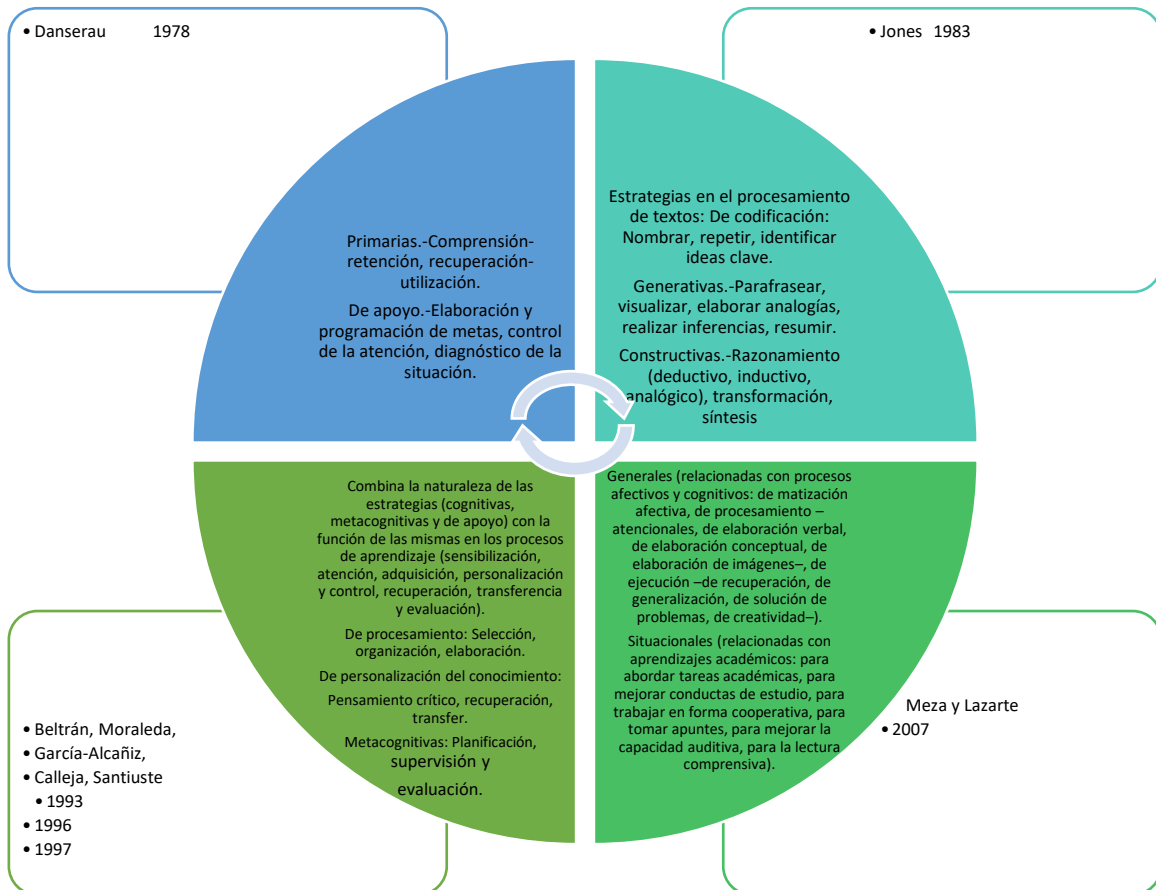 • Danserau 1978
Primarias.-Comprensión-
retención, recuperación-
utilización.
De apoyo.-Elaboración y
programación de metas, control
de la atención, diagnóstico de la
situación.
• Jones 1983
Estrategias en el procesamiento
de textos: De codificación:
Nombrar, repetir, identificar
ideas clave.
Generativas.-Parafrasear,
visualizar, elaborar analogías,
realizar inferencias, resumir.
Constructivas.-Razonamiento
(deductivo, inductivo,
analógico), transformación,
síntesis
Combina la naturaleza de las
estrategias (cognitivas,
metacognitivas y de apoyo) con la
función de las mismas en los procesos
de aprendizaje (sensibilización,
atención, adquisición, personalización
y control, recuperación, transferencia
y evaluación).
De procesamiento: Selección,
organización, elaboración.
De personalización del conocimiento:
Pensamiento crítico, recuperación,
transfer.
Metacognitivas: Planificación,
supervisión y
evaluación.
• Beltrán, Moraleda,
• García-Alcañiz,
• Calleja, Santiuste
• 1993
• 1996
• 1997
Generales (relacionadas con procesos
afectivos y cognitivos: de matización
afectiva, de procesamiento –
atencionales, de elaboración verbal,
de elaboración conceptual, de
elaboración de imágenes–, de
ejecución –de recuperación, de
generalización, de solución de
problemas, de creatividad–).
Situacionales (relacionadas con
aprendizajes académicos: para
abordar tareas académicas, para
mejorar conductas de estudio, para
trabajar en forma cooperativa, para
tomar apuntes, para mejorar la
capacidad auditiva, para la lectura
comprensiva).
Meza y Lazarte
• 2007